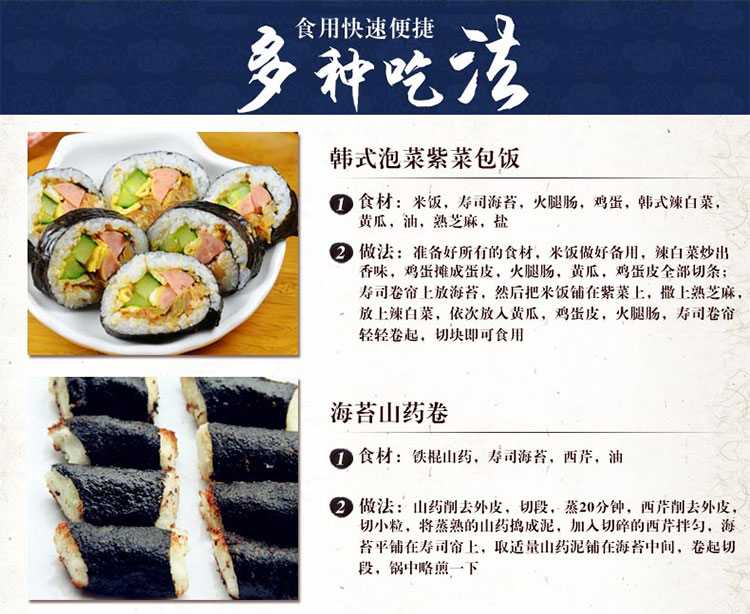 食用快速便捷
多种吃法
韩式泡菜紫菜包饭
1 食材：米饭，寿司海苔，火腿肠，鸡蛋，韩式辣白菜，
黄瓜，油，熟芝麻，盐
2 做法：准备好所有的食材，米饭做好备用，辣白菜炒出
香味，鸡蛋摊成蛋皮，火腿肠，黄瓜，鸡蛋皮全部切条；
寿司卷帘上放海苔，然后把米饭铺在紫菜上，撒上熟芝麻，
放上辣白菜，依次放入黄瓜，鸡蛋皮，火腿肠，寿司卷帘
轻轻卷起，切块即可食用
海苔山药卷
1 食材：铁棍山药，寿司海苔，西芹，油
2 做法：山药削去外皮，切段，蒸20分钟，西芹削去外皮，
切小粒，将蒸熟的山药捣成泥，加入切碎的西芹拌匀，海
苔平铺在寿司帘上，取适量山药泥铺在海苔中间，卷起切
段，锅中略煎一下